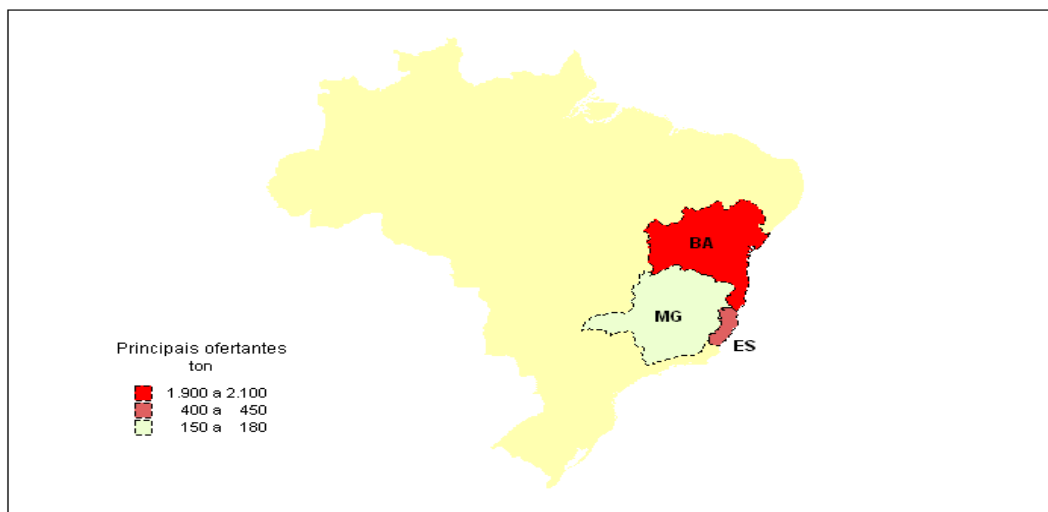 BA
MG
ES
Principais ofertantes
ton
1.900 a 2.100
400 a 450
150 a 180